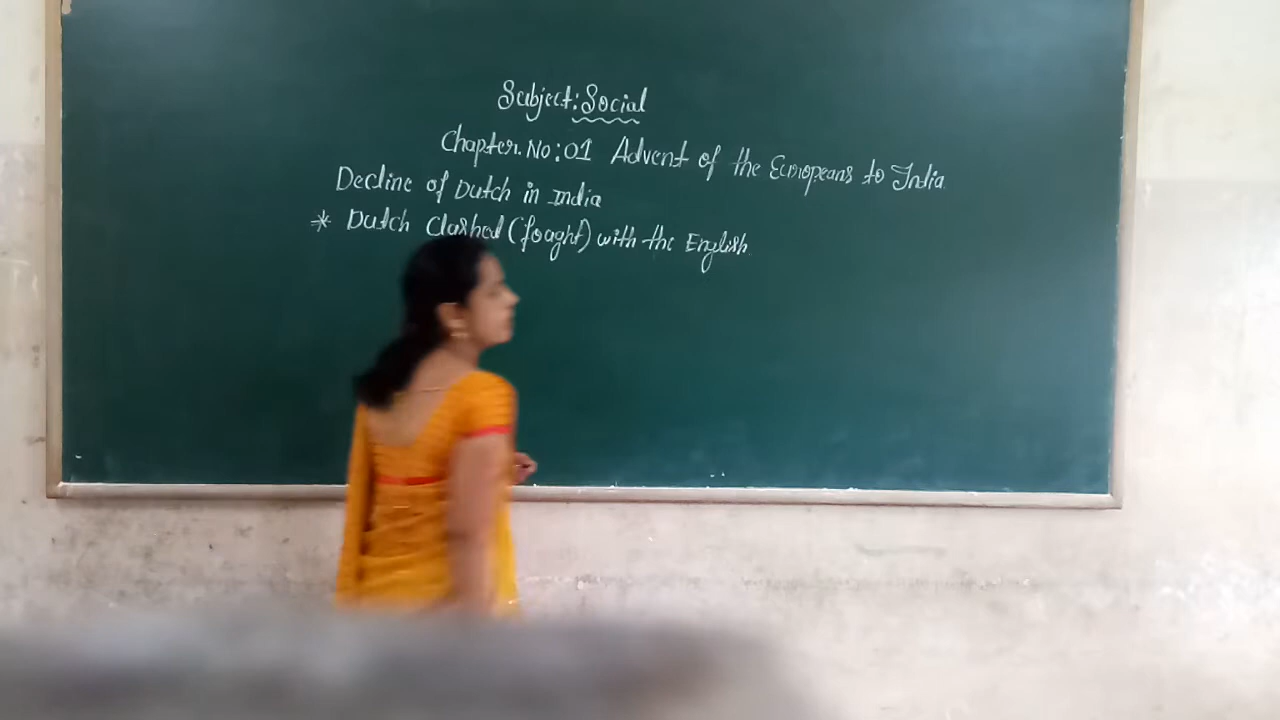 Subject: Social
Chapter.No:01 Advent of the Europeans to India
Decline of Dutch in India
* Dutch Clashed (fought) with the English